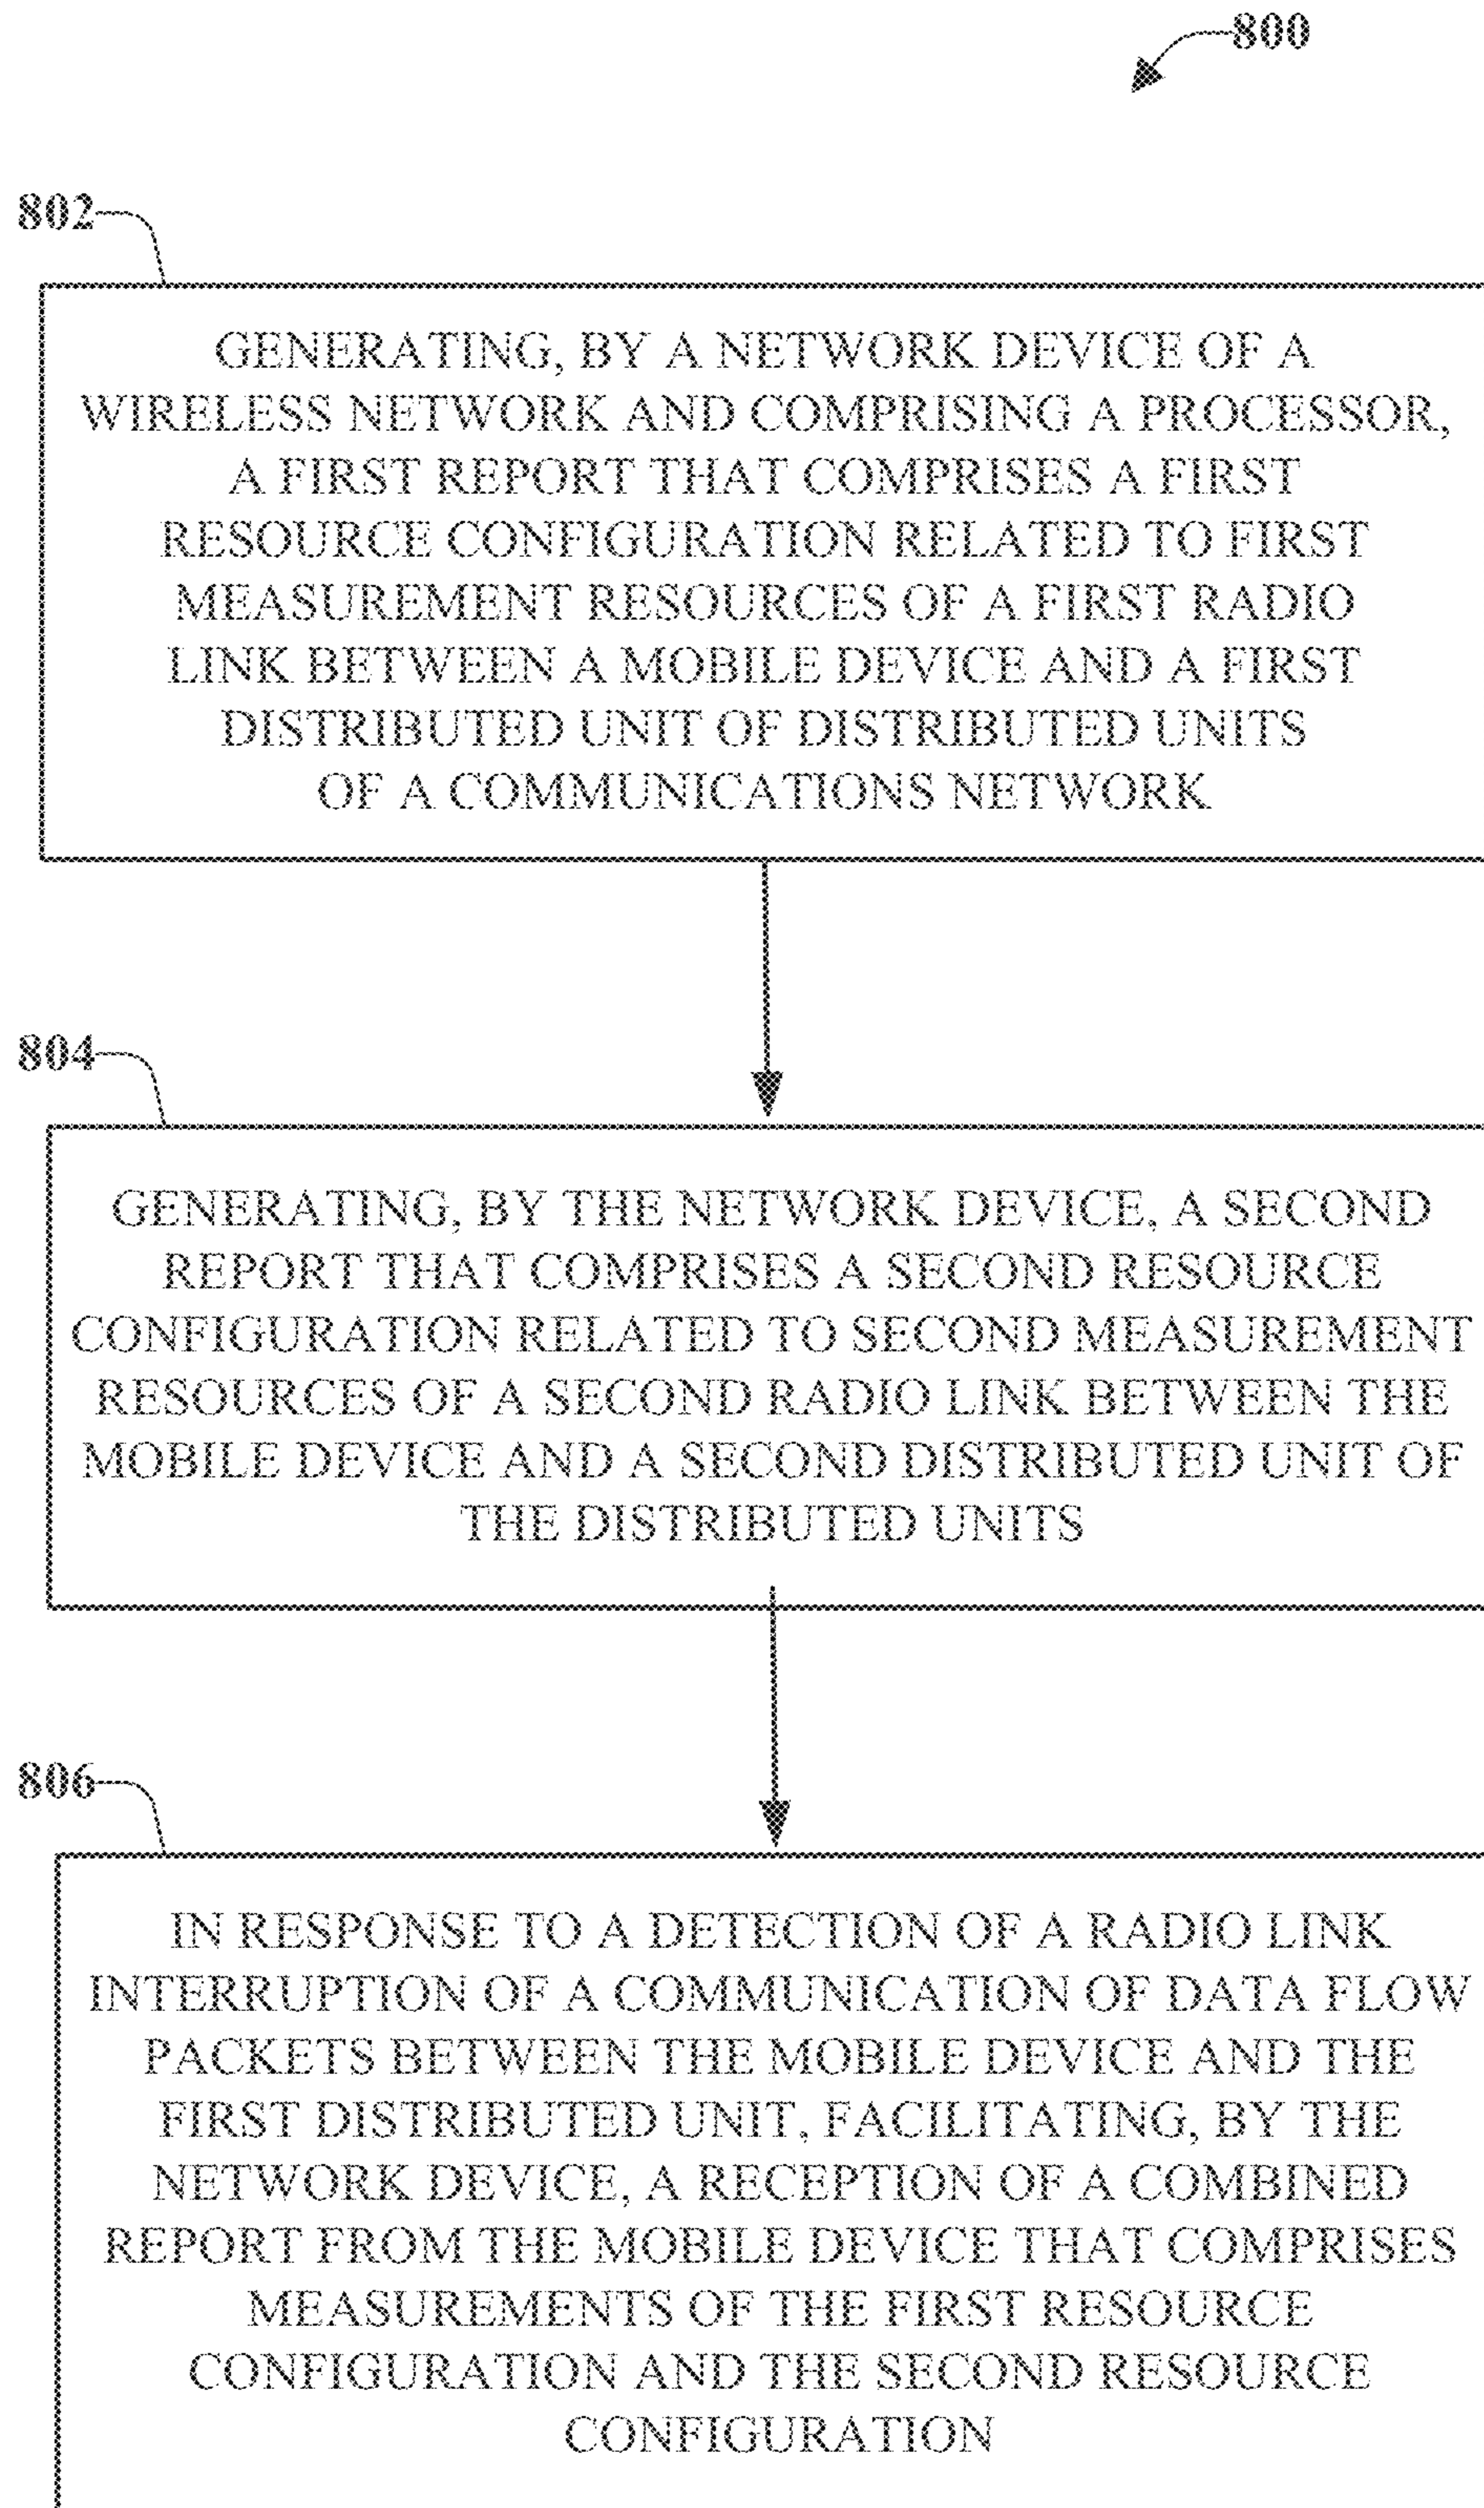 800
802
GENERATING, BY A NETWORK DEVICE OF A
WIRELESS NETWORK AND COMPRISING A PROCESSOR,
A FIRST REPORT THAT COMPRISES A FIRST
RESOURCE CONFIGURATION RELATED TO FIRST
MEASUREMENT RESOURCES OF A FIRST RADIO
LINK BETWEEN A MOBILE DEVICE AND A FIRST
DISTRIBUTED UNIT OF DISTRIBUTED UNITS
OF A COMMUNICATIONS NETWORK
804
GENERATING, BY THE NETWORK DEVICE, A SECOND
REPORT THAT COMPRISES A SECOND RESOURCE
CONFIGURATION RELATED TO SECOND MEASUREMENT
RESOURCES OF A SECOND RADIO LINK BETWEEN THE
MOBILE DEVICE AND A SECOND DISTRIBUTED UNIT OF
THE DISTRIBUTED UNITS
806
IN RESPONSE TO A DETECTION OF A RADIO LINK
INTERRUPTION OF A COMMUNICATION OF DATA FLOW
PACKETS BETWEEN THE MOBILE DEVICE AND THE
FIRST DISTRIBUTED UNIT, FACILITATING, BY THE
NETWORK DEVICE, A RECEPTION OF A COMBINED
REPORT FROM THE MOBILE DEVICE THAT COMPRISES
MEASUREMENTS OF THE FIRST RESOURCE
CONFIGURATION AND THE SECOND RESOURCE
CONFIGURATION